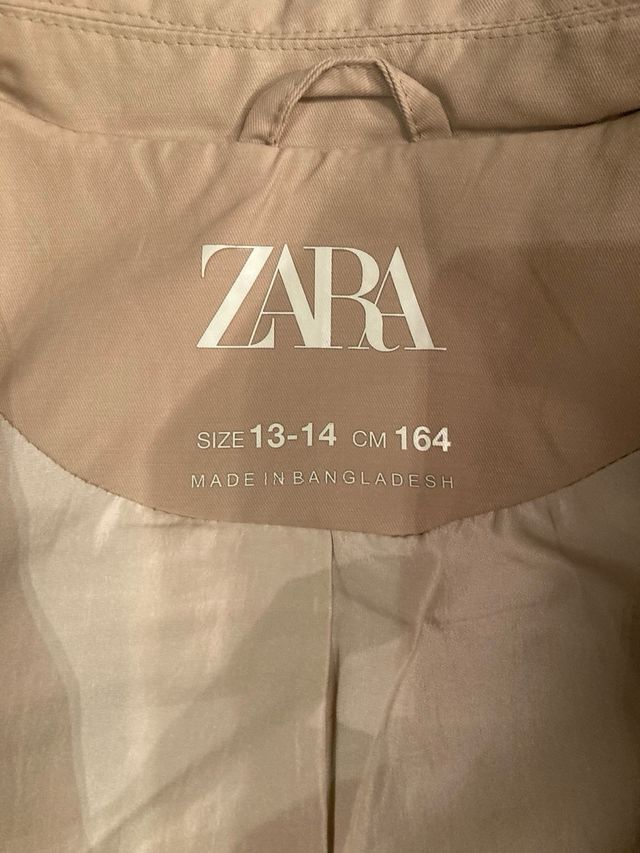 ZARA
SIZE 13-14 CM 164
MADE IN BANGLADESH